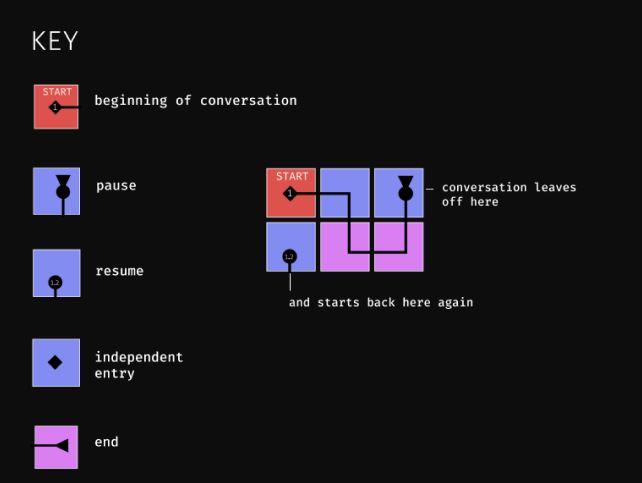 KEY
START
1
beginning of conversation
pause
1.2
resume
independent
entry
end
START
1
conversation leaves
off here
1.2
and starts back here again